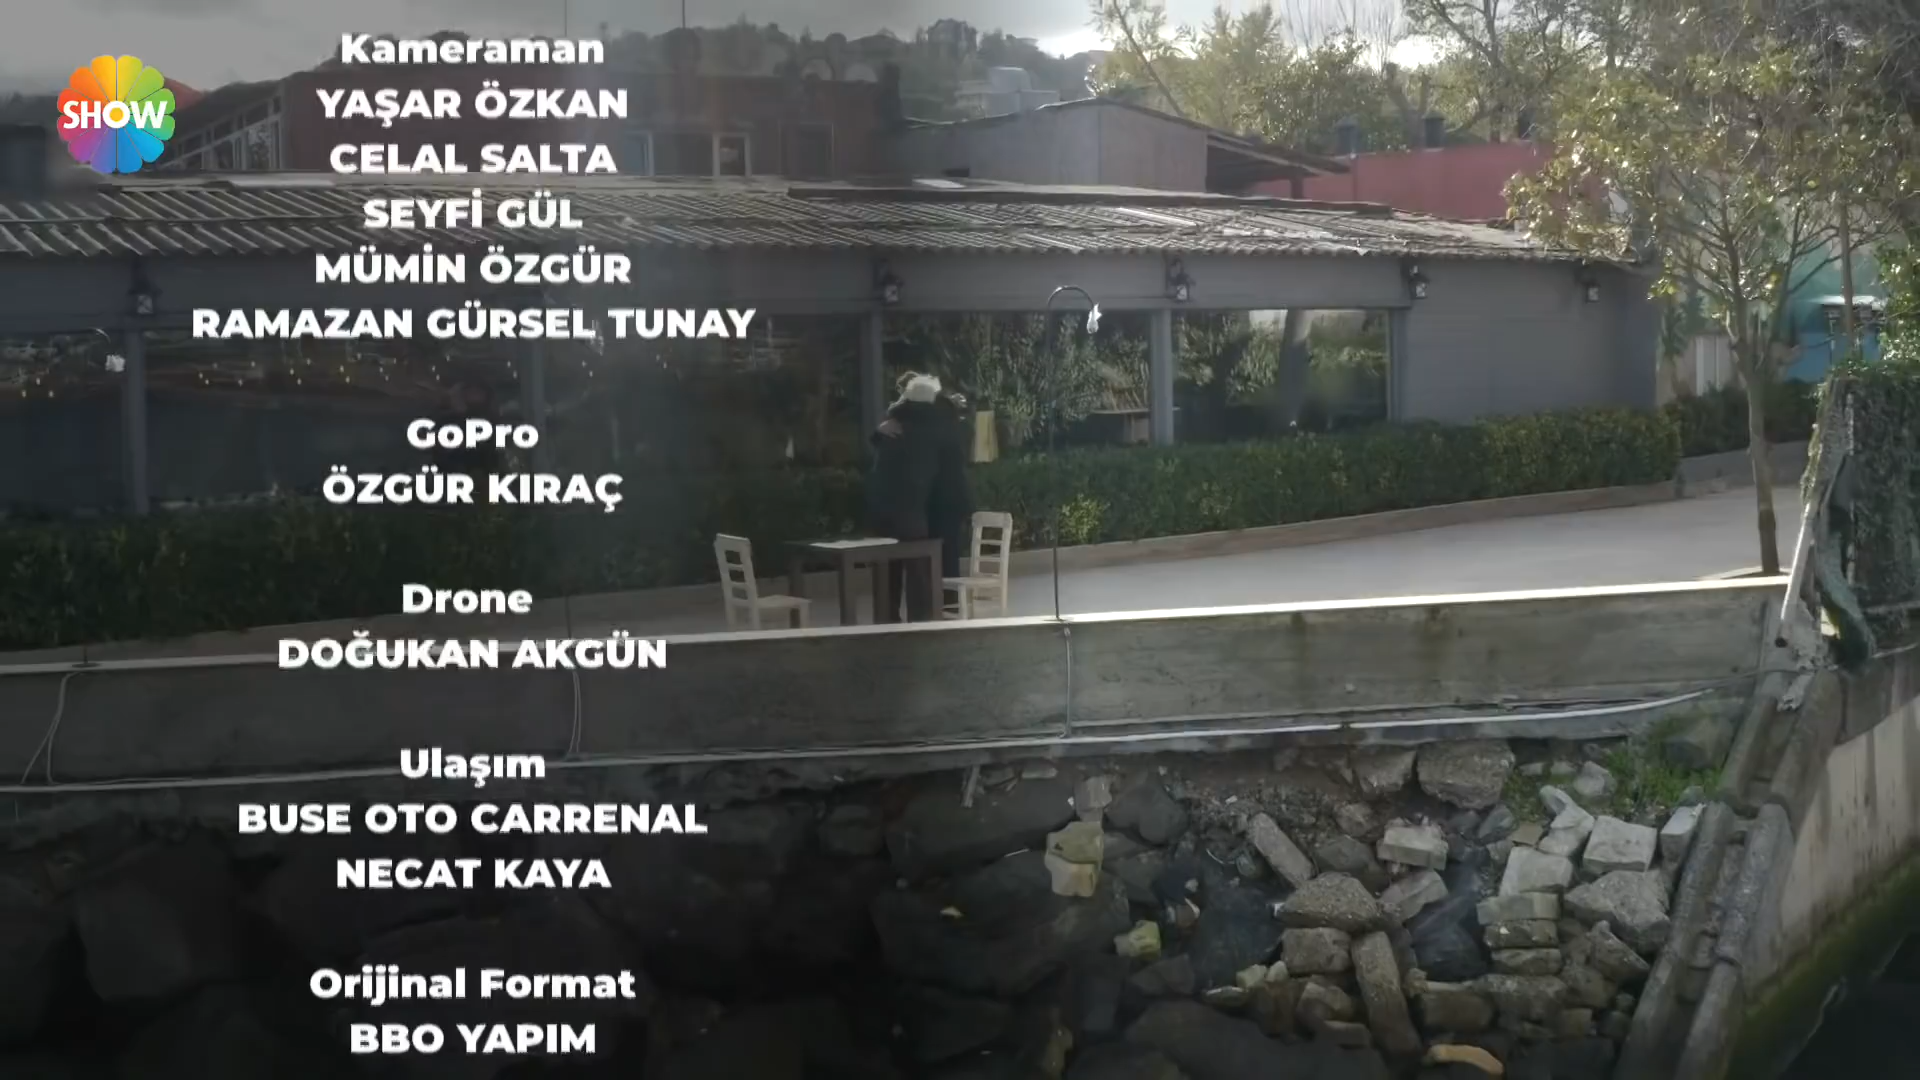 Kameraman
SHOW
YAŞAR ÖZKAN
CELAL SALTA
SEYFİ GÜL
MÜMİN ÖZGÜR
RAMAZAN GÜRSEL TUNAY
GoPro
ÖZGÜR KIRAÇ
Drone
DOĞUKAN AKGÜN
Ulaşım
BUSE OTO CARRENAL
NECAT KAYA
Orijinal Format
BBO YAPIM